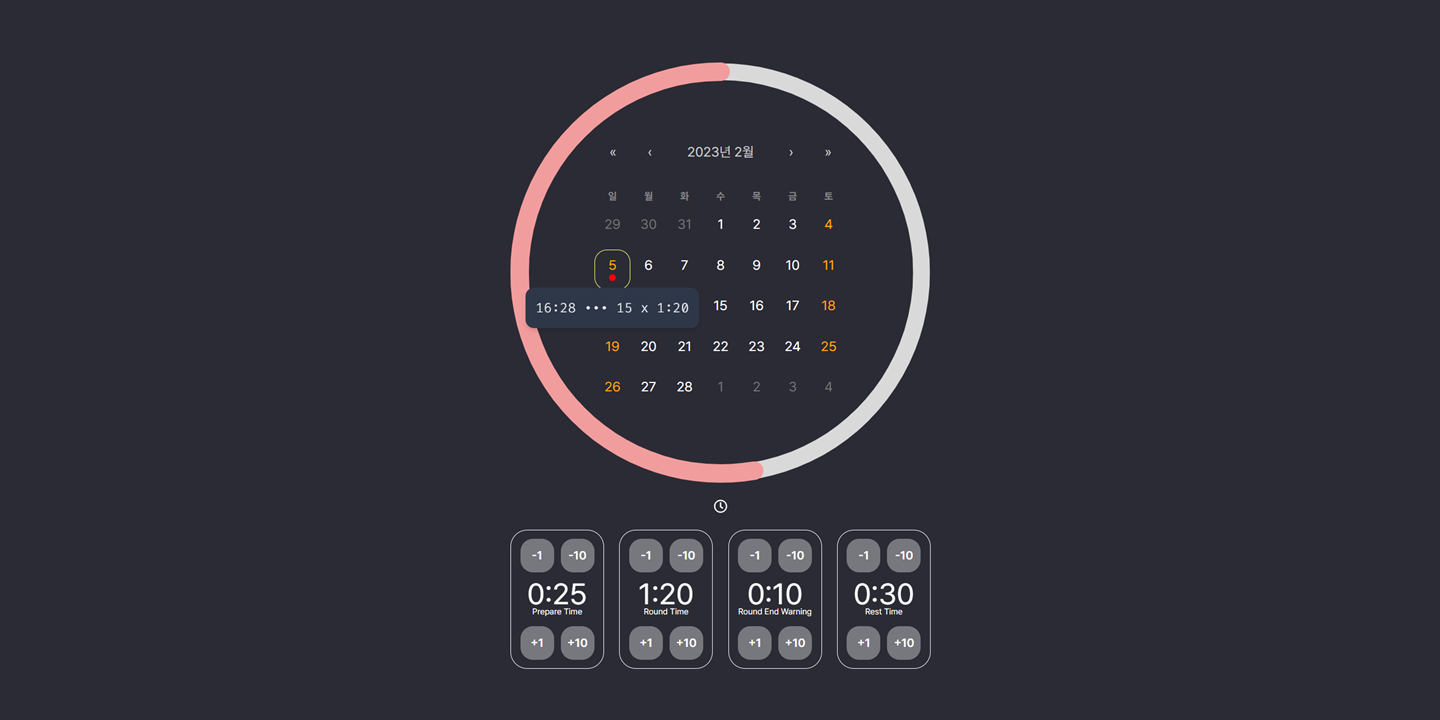 « ‹ 2023년 2월 › »
일 월 화 수 목 금 토
29 30 31 1 2 3 4
5 6 7 8 9 10 11
16:28 ••• 15 x 1:20 15 16 17 18
19 20 21 22 23 24 25
26 27 28 1 2 3 4
-1 -10 -1 -10 -1 -10 -1 -10
0:25 1:20 0:10 0:30
Prepare Time Round Time Round End Warning Rest Time
+1 +10 +1 +10 +1 +10 +1 +10